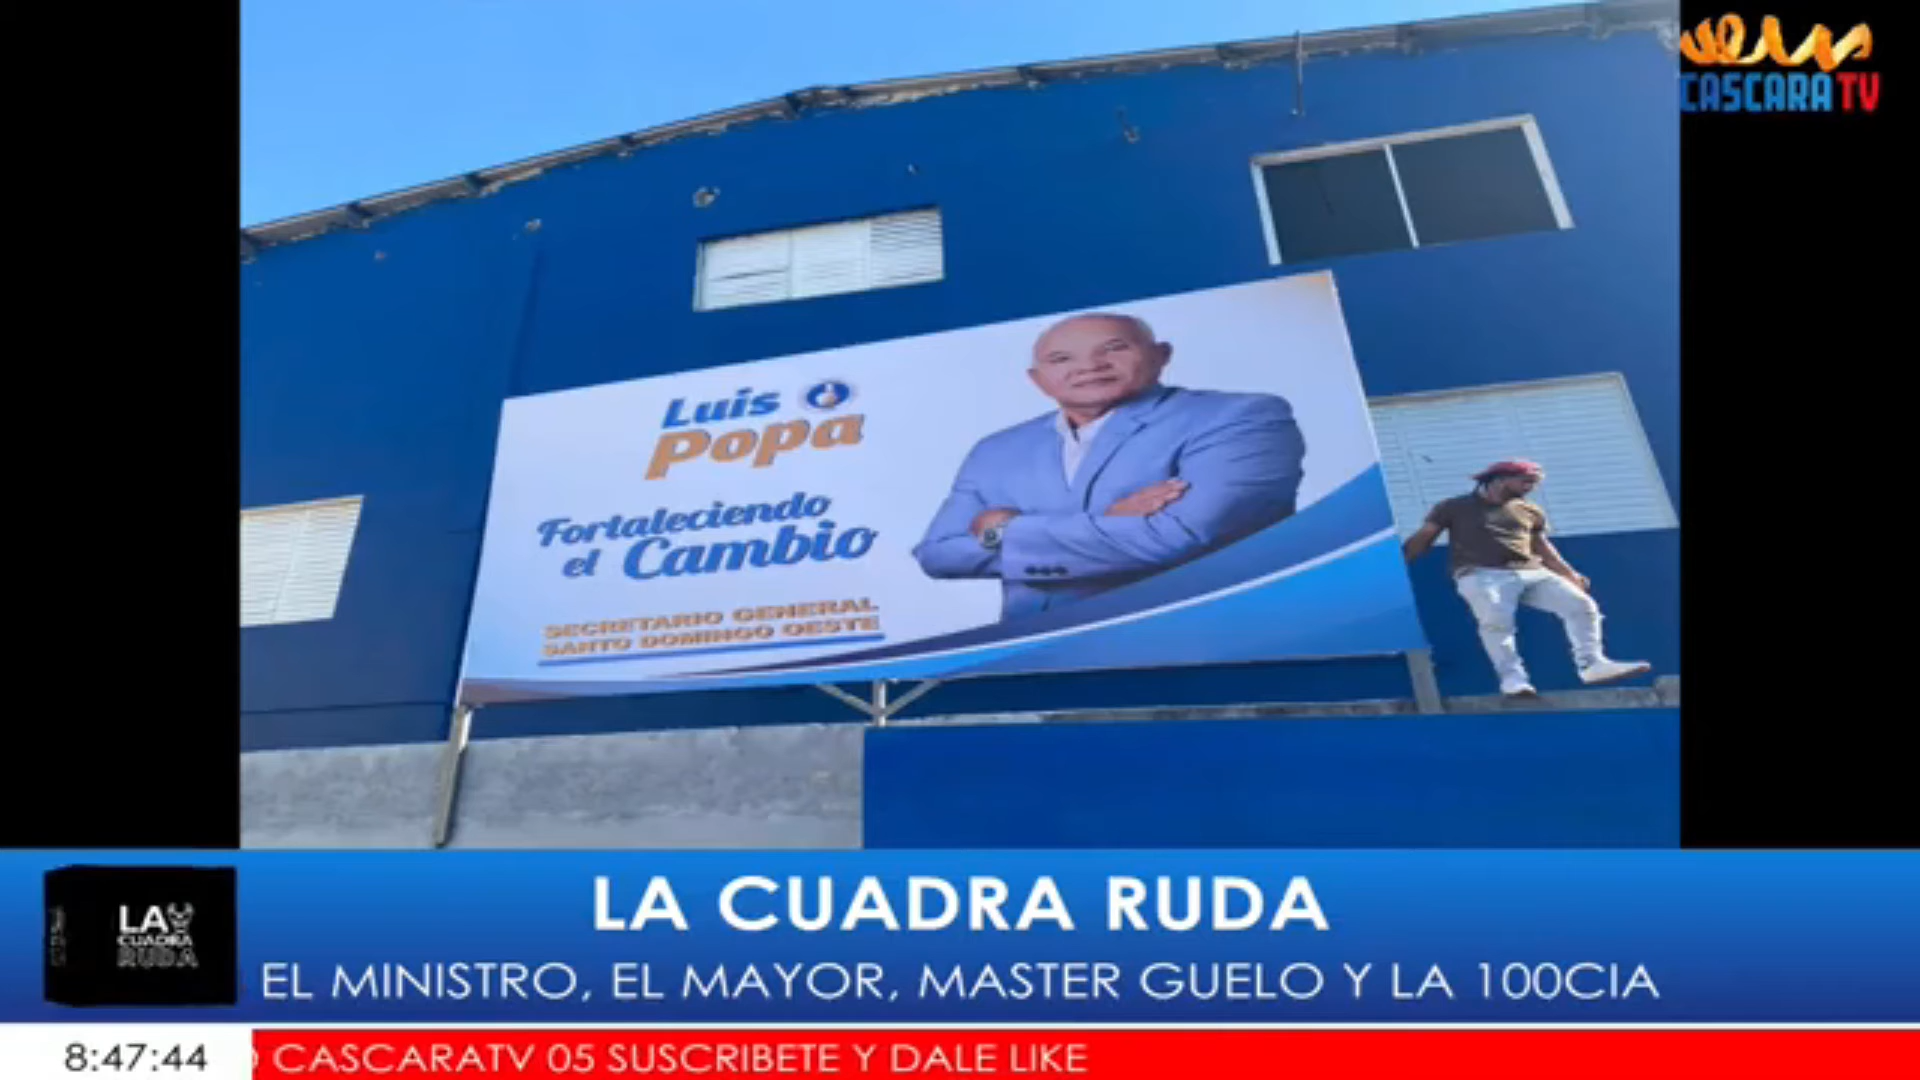 CASCARA TV
Luis
Popa
Fortaleciendo
el Cambio
SECRETARIO GENERAL
SANTO DOMINGO OESTE
LA CUADRA RUDA
LA
CUADRA
RUDA
EL MINISTRO, EL MAYOR, MASTER GUELO Y LA 100CIA
8:47:44
CASCARATV 05 SUSCRIBETE Y DALE LIKE